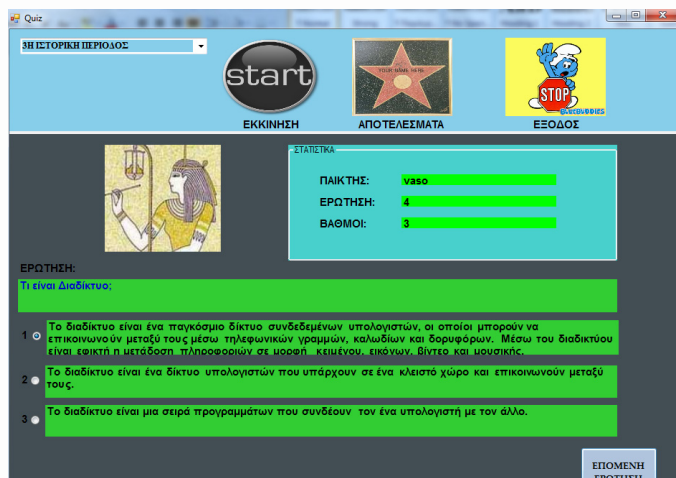 Quiz
3Η ΙΣΤΟΡΙΚΗ ΠΕΡΙΟΔΟΣ
start
YOUR NAME HERE
STOP
BLUEBUDDIES
ΕΚΚΙΝΗΣΗ
ΑΠΟΤΕΛΕΣΜΑΤΑ
ΕΞΟΔΟΣ
ΣΤΑΤΙΣΤΙΚΑ
ΠΑΙΚΤΗΣ: vaso
ΕΡΩΤΗΣΗ: 4
ΒΑΘΜΟΙ: 3
ΕΡΩΤΗΣΗ:
Τι είναι Διαδίκτυο;
1 Το διαδίκτυο είναι ένα παγκόσμιο δίκτυο συνδεδεμένων υπολογιστών, οι οποίοι μπορούν να
επικοινωνούν μεταξύ τους μέσω τηλεφωνικών γραμμών, καλωδίων και δορυφόρων. Μέσω του διαδικτύου
είναι εφικτή η μετάδοση πληροφοριών σε μορφή κειμένου, εικόνων, βίντεο και μουσικής.
2 Το διαδίκτυο είναι ένα δίκτυο υπολογιστών που υπάρχουν σε ένα κλειστό χώρο και επικοινωνούν μεταξύ
τους.
3 Το διαδίκτυο είναι μια σειρά προγραμμάτων που συνδέουν τον ένα υπολογιστή με τον άλλο.
ΕΠΟΜΕΝΗ
ΕΡΩΤΗΣΗ